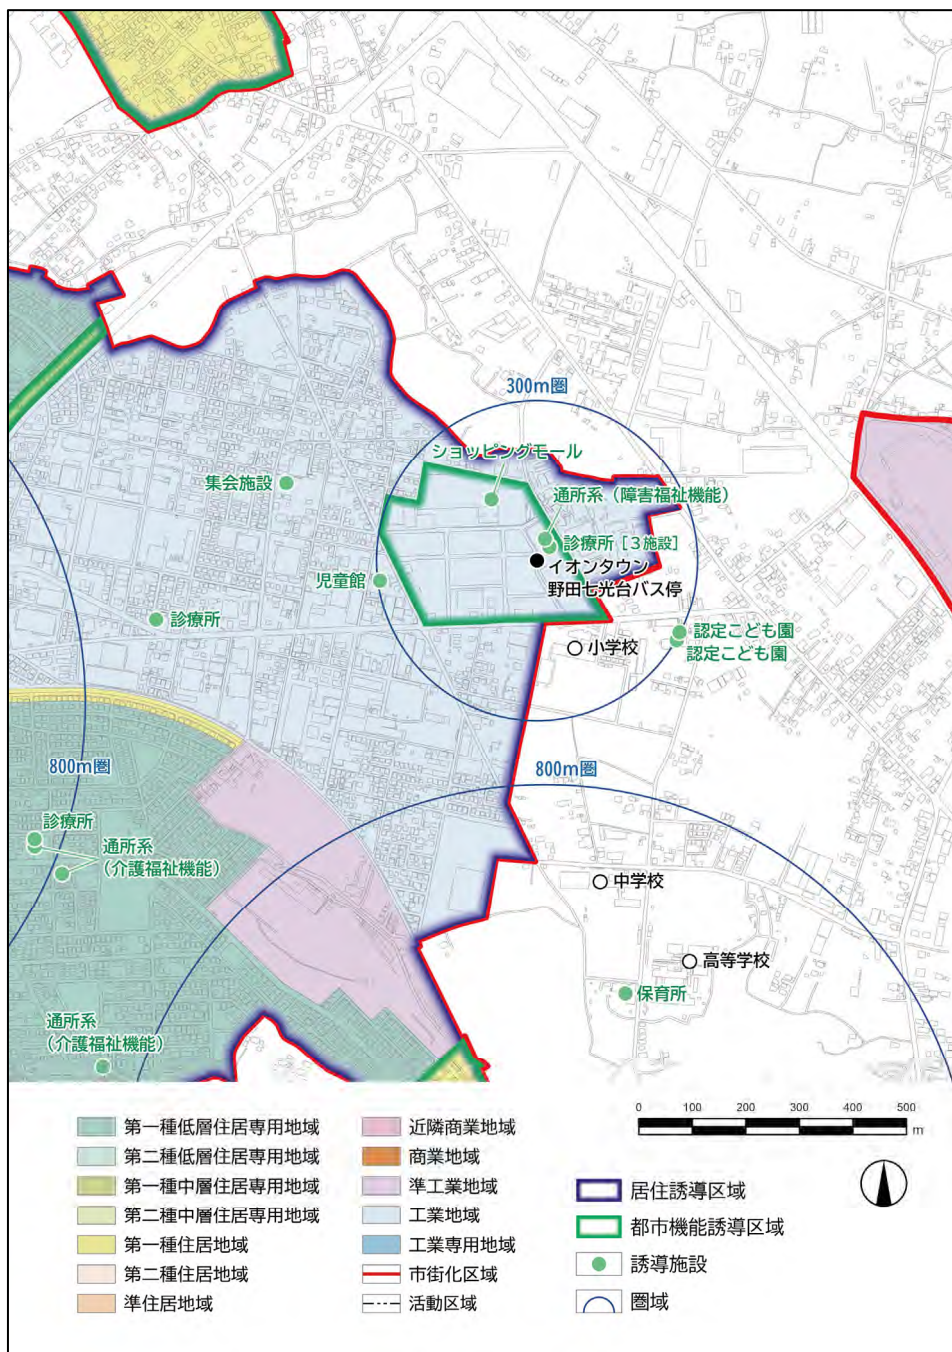 300m圏
ショッピングモール
集会施設
通所系（障害福祉機能）
診療所［３施設］
イオンタウン
野田七光台バス停
児童館
診療所
小学校
認定こども園
認定こども園
800m圏
800m圏
診療所
通所系
（介護福祉機能）
中学校
高等学校
保育所
通所系
（介護福祉機能）
第一種低層住居専用地域
第二種低層住居専用地域
第一種中層住居専用地域
第二種中層住居専用地域
第一種住居地域
第二種住居地域
準住居地域
近隣商業地域
商業地域
準工業地域
工業地域
工業専用地域
市街化区域
活動区域
0 100 200 300 400 500
m
居住誘導区域
都市機能誘導区域
誘導施設
圏域